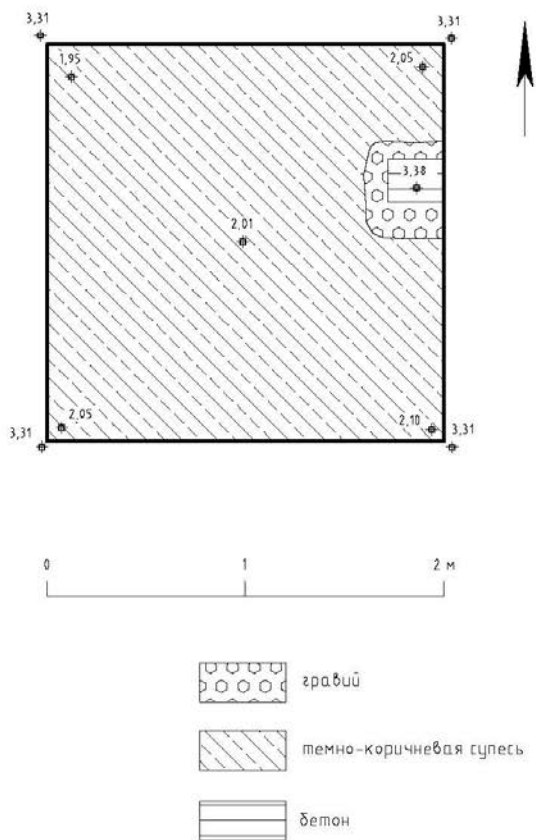 3,31 3,31
1,95 2,05
3,38
2,01
2,05 2,10
3,31 3,31
0 1 2 м
гравий
темно-коричневая супесь
бетон